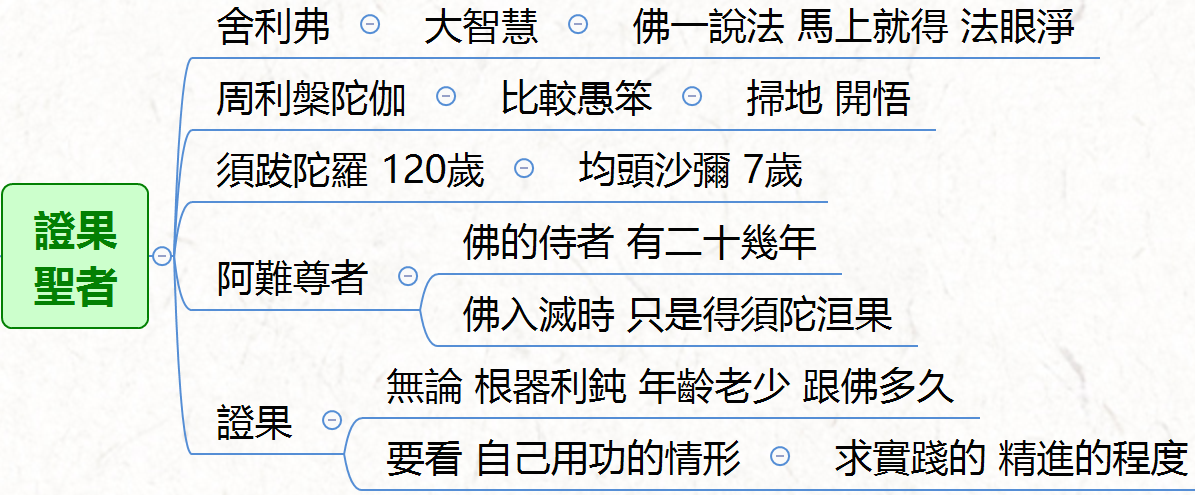 證果
聖者
舍利弗 大智慧 佛一說法 馬上就得 法眼淨
周利槃陀伽 比較愚笨 掃地 開悟
須跋陀羅 120歲 均頭沙彌 7歲
阿難尊者
佛的侍者 有二十幾年
佛入滅時 只是得須陀洹果
證果
無論 根器利鈍 年齡老少 跟佛多久
要看 自己用功的情形 求實踐的 精進的程度